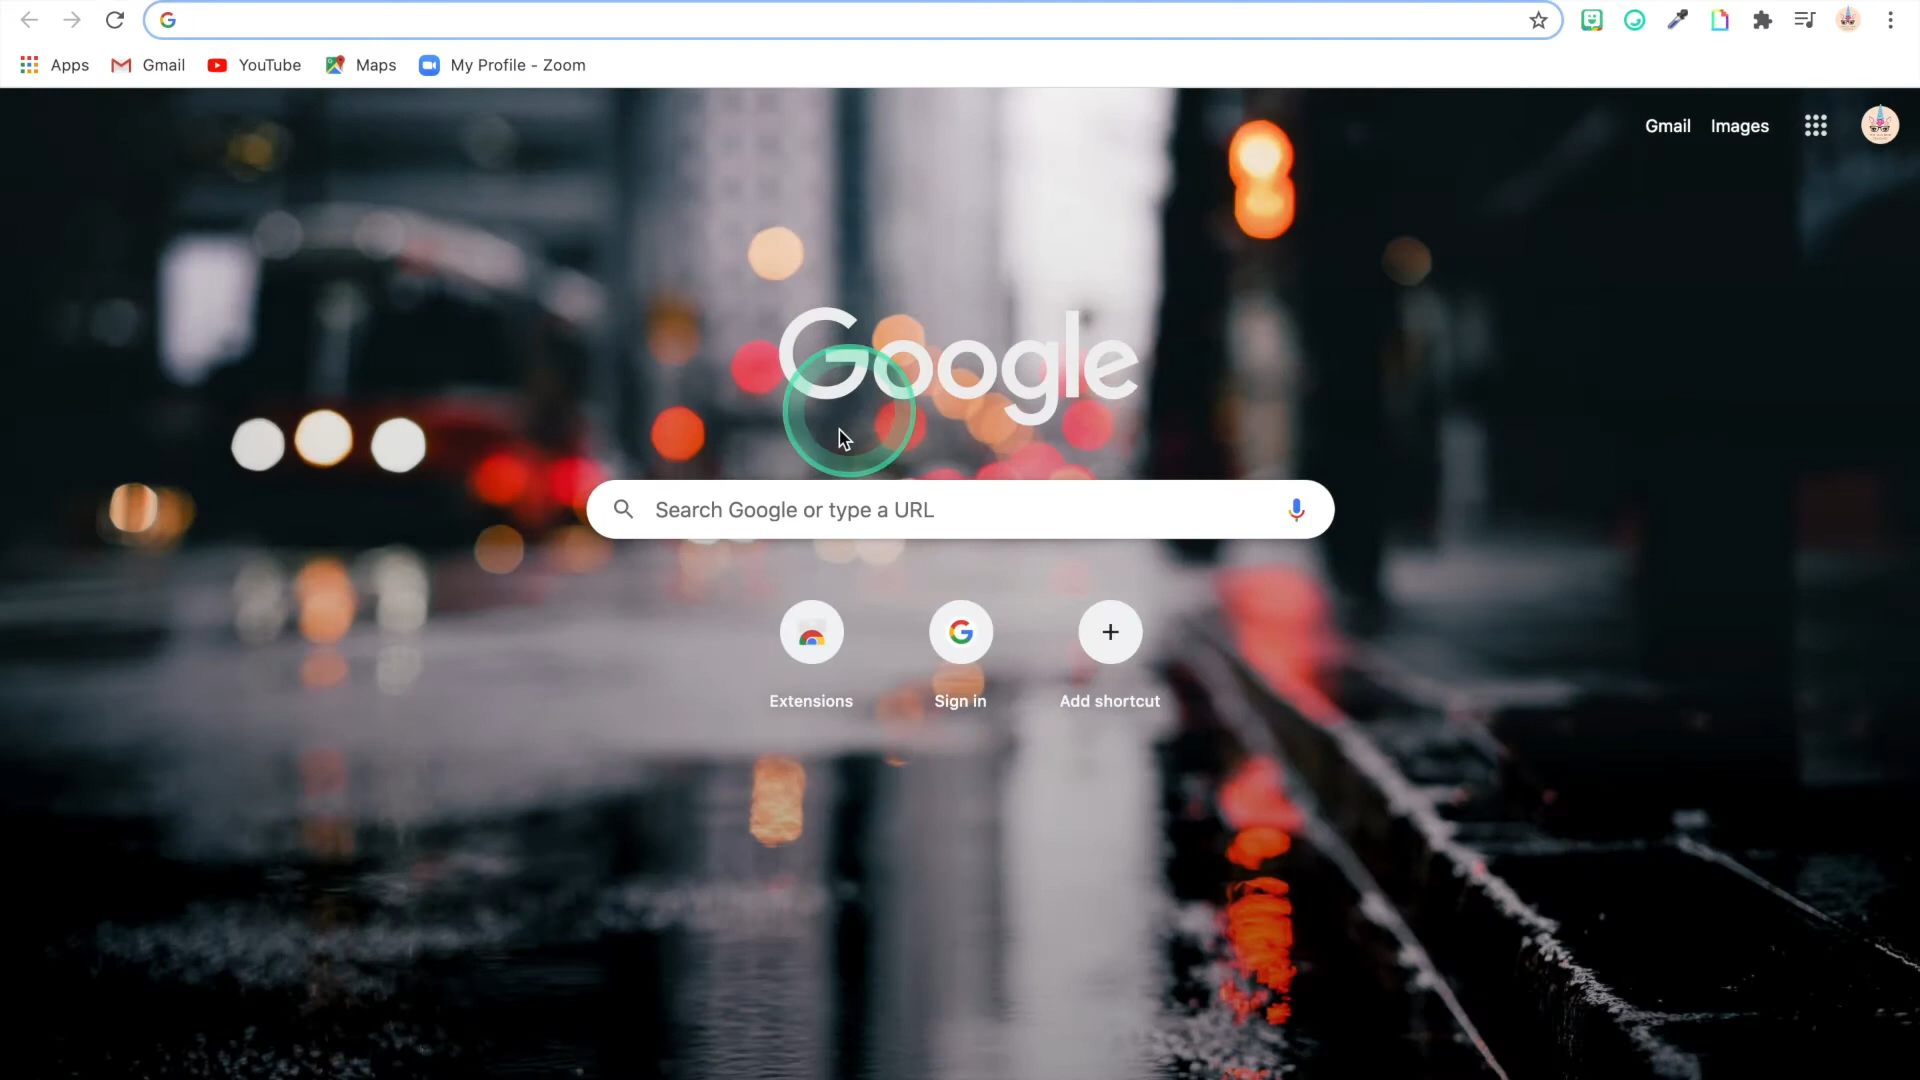 Apps
Gmail
YouTube
Maps
My Profile - Zoom
Gmail
Images
Google
Search Google or type a URL
Extensions
Sign in
Add shortcut